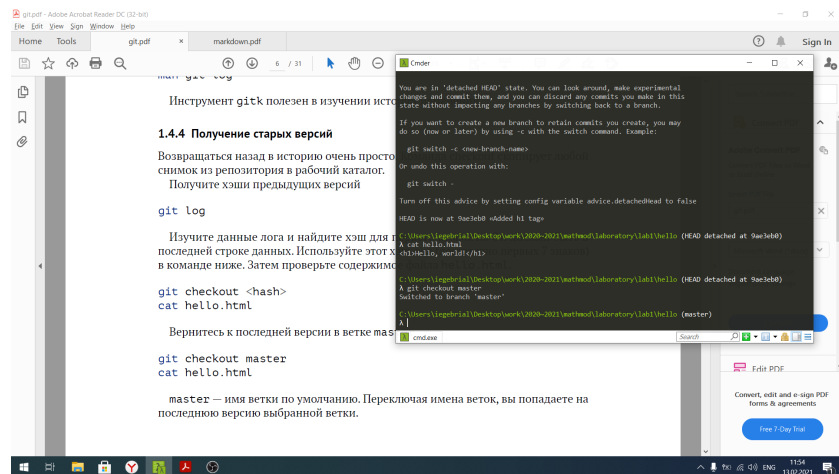 git.pdf - Adobe Acrobat Reader DC (32-bit)
File Edit View Sign Window Help
Home Tools git.pdf × markdown.pdf Sign In
6 / 31
man git log
Инструмент gitk полезен в изучении исто
1.4.4 Получение старых версий
Возвращаться назад в историю очень просто
снимок из репозитория в рабочий каталог.
Получите хэши предыдущих версий
git log
Изучите данные лога и найдите хэш для п
последней строке данных. Используйте этот х
в команде ниже. Затем проверьте содержимо
git checkout <hash>
cat hello.html
Вернитесь к последней версии в ветке mas
git checkout master
cat hello.html
master — имя ветки по умолчанию. Переключая имена веток, вы попадаете на
последнюю версию выбранной ветки.
Cmder
You are in 'detached HEAD' state. You can look around, make experimental
changes and commit them, and you can discard any commits you make in this
state without impacting any branches by switching back to a branch.
If you want to create a new branch to retain commits you create, you may
do so (now or later) by using -c with the switch command. Example:
git switch -c <new-branch-name>
Or undo this operation with:
git switch -
Turn off this advice by setting config variable advice.detachedHead to false
HEAD is now at 9ae3eb0 «Added h1 tag»
C:\Users\iegebrial\Desktop\work\2020-2021\mathmod\laboratory\lab1\hello (HEAD detached at 9ae3eb0)
λ cat hello.html
<h1>Hello, world!</h1>
C:\Users\iegebrial\Desktop\work\2020-2021\mathmod\laboratory\lab1\hello (HEAD detached at 9ae3eb0)
λ git checkout master
Switched to branch 'master'
C:\Users\iegebrial\Desktop\work\2020-2021\mathmod\laboratory\lab1\hello (master)
λ
cmd.exe Search
Edit PDF
Convert, edit and e-sign PDF
forms & agreements
Free 7-Day Trial
ENG 11:54
13.02.2021